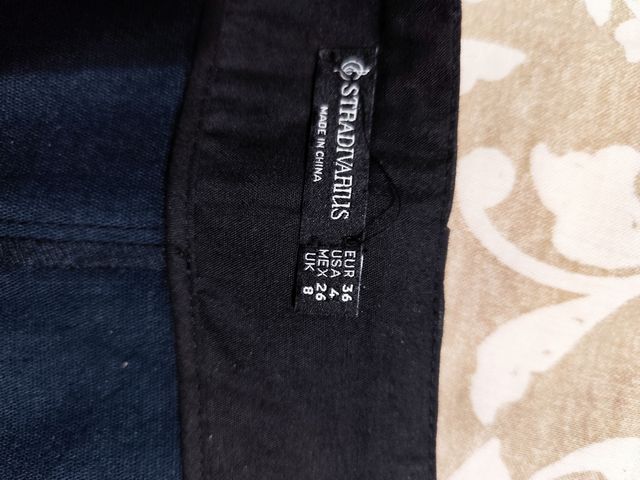 STRADIVARIUS
MADE IN CHINA
EUR 36
USA 4
MEX 26
UK 8